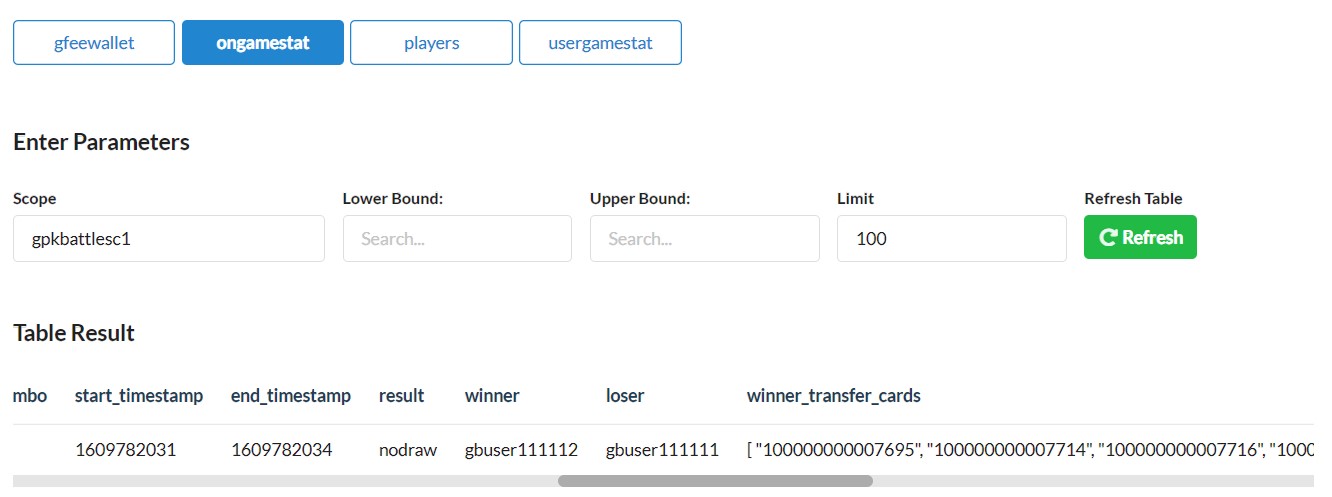 gfeewallet ongamestat players usergamestat
Enter Parameters
Scope Lower Bound: Upper Bound: Limit Refresh Table
gpkbattlesc1 Search... Search... 100 Refresh
Table Result
mbo start_timestamp end_timestamp result winner loser winner_transfer_cards
1609782031 1609782034 nodraw gbuser111112 gbuser111111 [ "100000000007695", "100000000007714", "100000000007716", "1000